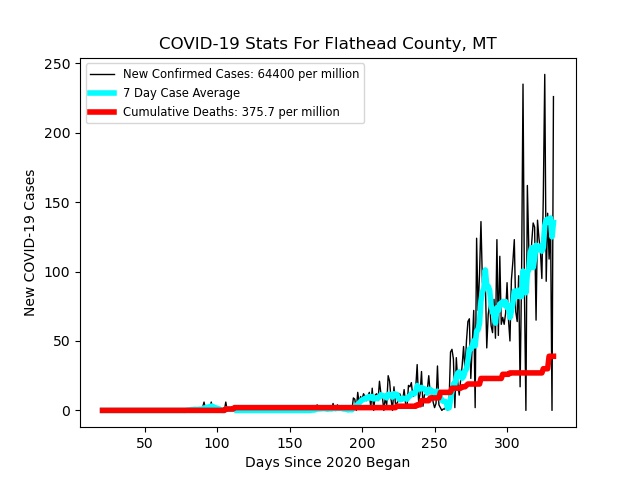 COVID-19 Stats For Flathead County, MT
New Confirmed Cases: 64400 per million
7 Day Case Average
Cumulative Deaths: 375.7 per million
New COVID-19 Cases
250
200
150
100
50
0
50 100 150 200 250 300
Days Since 2020 Began